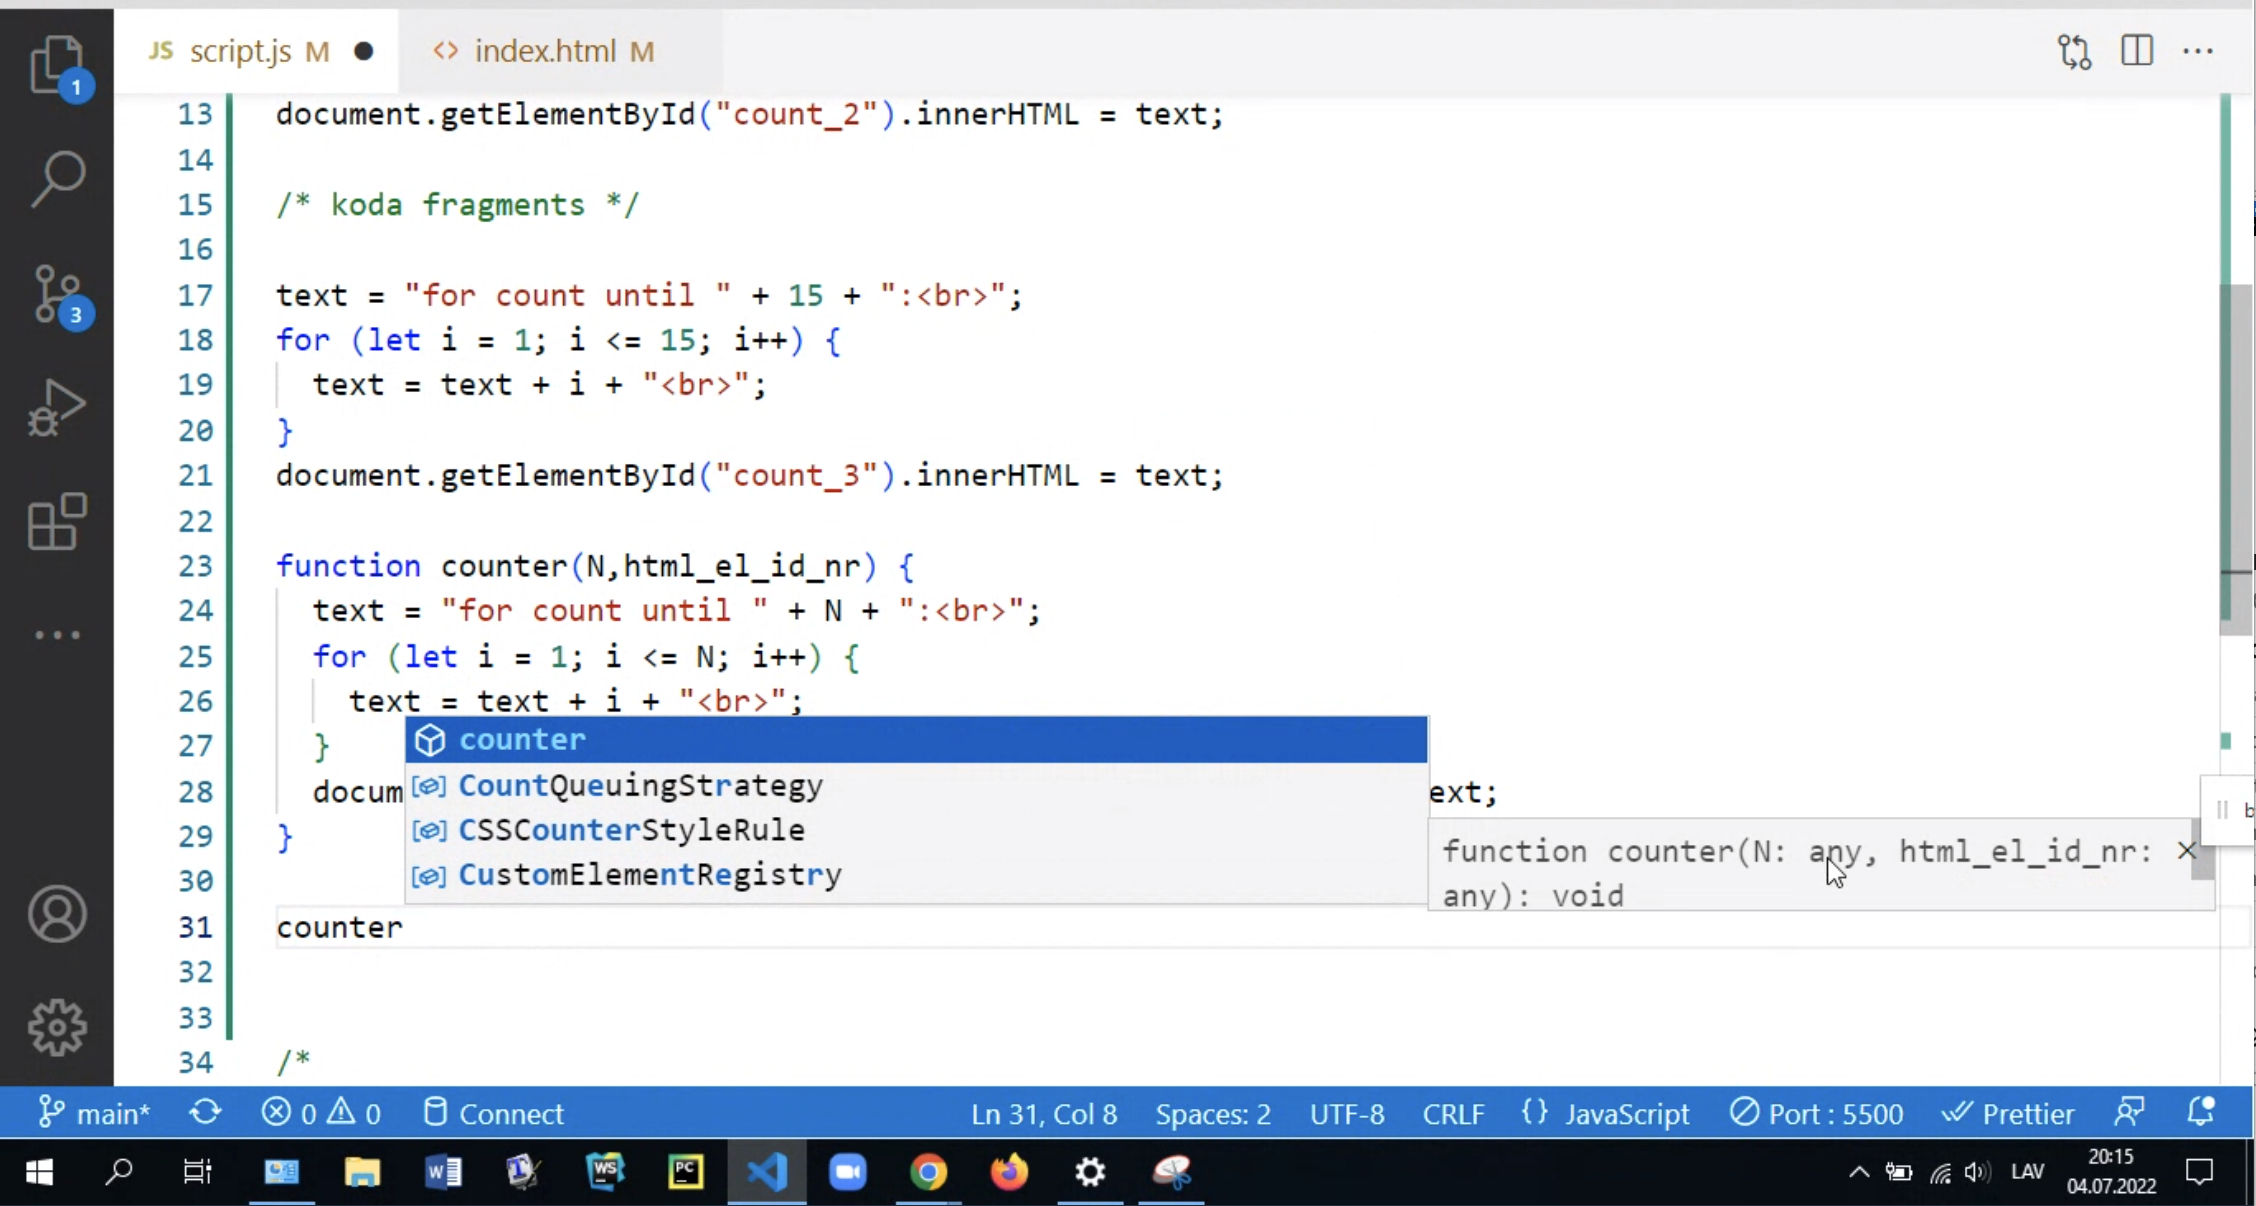 JS script.js M ● <> index.html M
1
3
13 document.getElementById("count_2").innerHTML = text;
14
15 /* koda fragments */
16
17 text = "for count until " + 15 + ":<br>";
18 for (let i = 1; i <= 15; i++) {
19 text = text + i + "<br>";
20 }
21 document.getElementById("count_3").innerHTML = text;
22
23 function counter(N,html_el_id_nr) {
24 text = "for count until " + N + ":<br>";
25 for (let i = 1; i <= N; i++) {
26 text = text + i + "<br>";
27 }
counter
CountQueuingStrategy
28 docum ext;
CSSCounterStyleRule
29 }
CustomElementRegistry
function counter(N: any, html_el_id_nr:
any): void
30
31 counter
32
33
34 /*
main* 0 0 Connect Ln 31, Col 8 Spaces: 2 UTF-8 CRLF {} JavaScript Port : 5500 Prettier
W WS PC LAV 20:15
04.07.2022